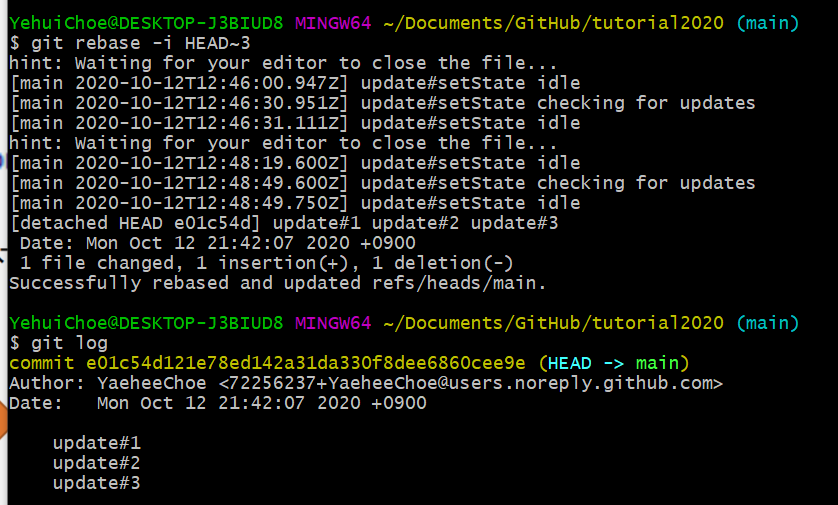 YehuiChoe@DESKTOP-J3BIUD8 MINGW64 ~/Documents/GitHub/tutorial2020 (main)
$ git rebase -i HEAD~3
hint: Waiting for your editor to close the file...
[main 2020-10-12T12:46:00.947Z] update#setState idle
[main 2020-10-12T12:46:30.951Z] update#setState checking for updates
[main 2020-10-12T12:46:31.111Z] update#setState idle
hint: Waiting for your editor to close the file...
[main 2020-10-12T12:48:19.600Z] update#setState idle
[main 2020-10-12T12:48:49.600Z] update#setState checking for updates
[main 2020-10-12T12:48:49.750Z] update#setState idle
[detached HEAD e01c54d] update#1 update#2 update#3
 Date: Mon Oct 12 21:42:07 2020 +0900
 1 file changed, 1 insertion(+), 1 deletion(-)
Successfully rebased and updated refs/heads/main.

YehuiChoe@DESKTOP-J3BIUD8 MINGW64 ~/Documents/GitHub/tutorial2020 (main)
$ git log
commit e01c54d121e78ed142a31da330f8dee6860cee9e (HEAD -> main)
Author: YaeheeChoe <72256237+YaeheeChoe@users.noreply.github.com>
Date:   Mon Oct 12 21:42:07 2020 +0900

    update#1
    update#2
    update#3